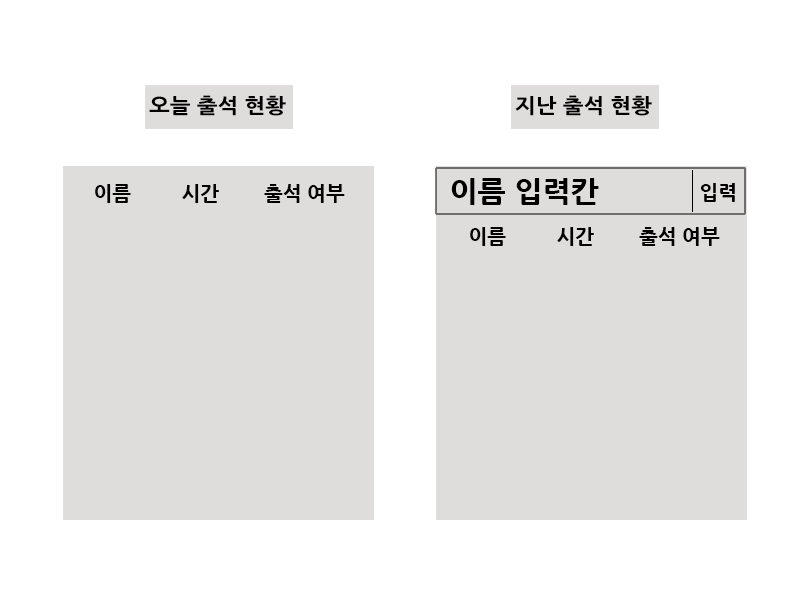 오늘 출석 현황
이름 시간 출석 여부
지난 출석 현황
이름 입력칸 입력
이름 시간 출석 여부